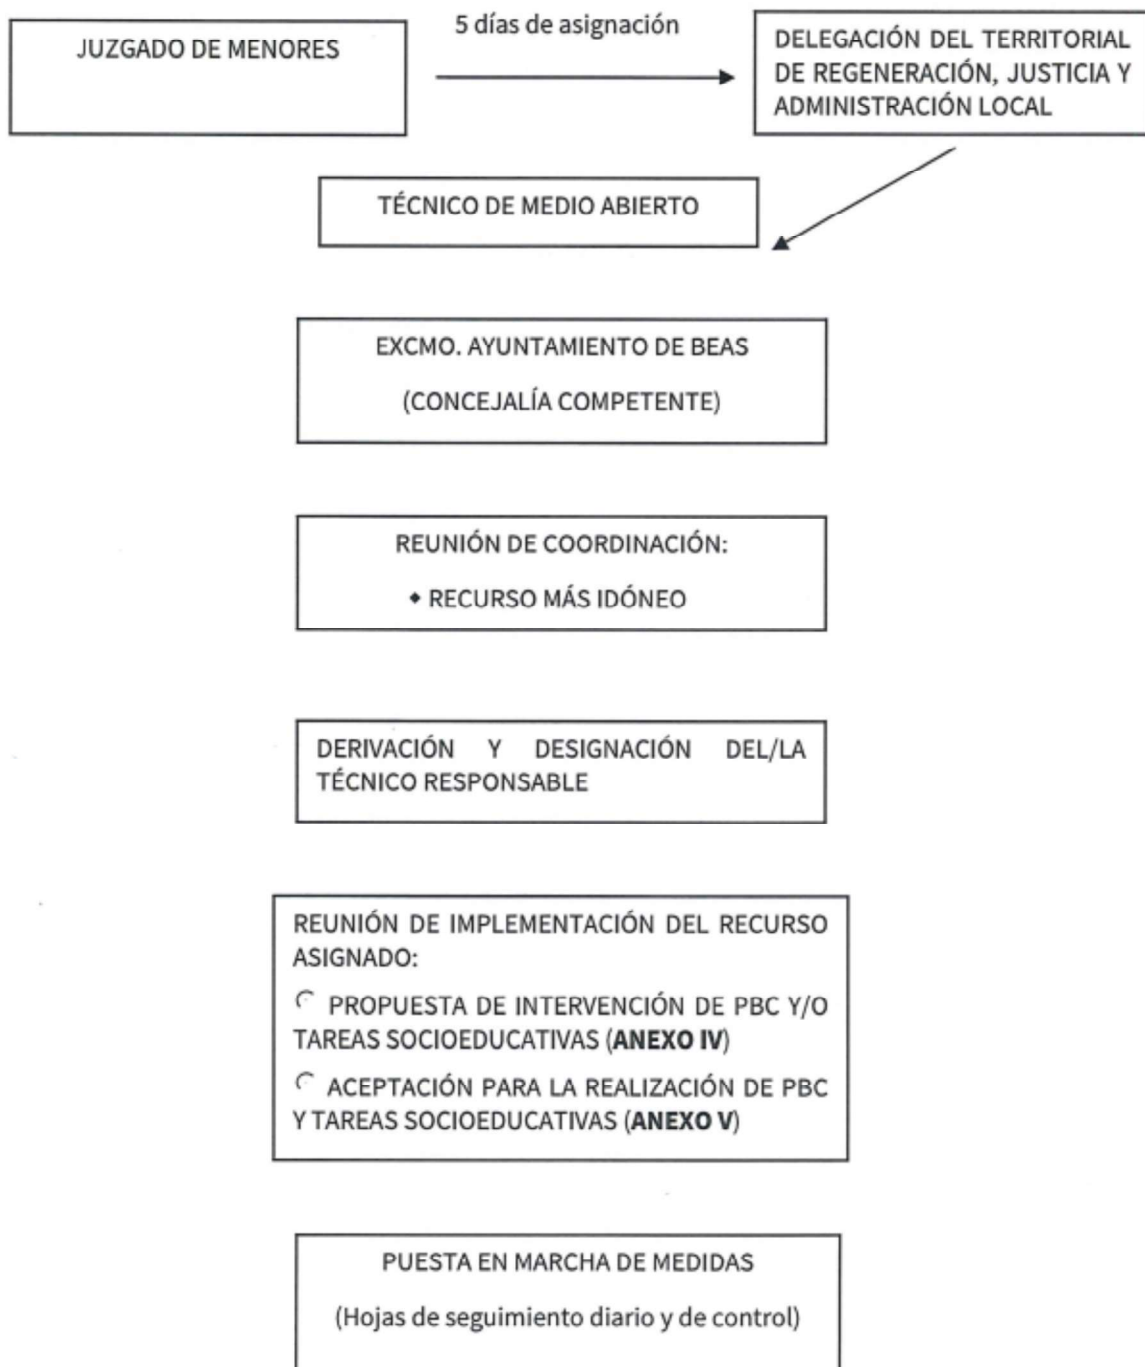 JUZGADO DE MENORES
5 días de asignación
DELEGACIÓN DEL TERRITORIAL
DE REGENERACIÓN, JUSTICIA Y
ADMINISTRACIÓN LOCAL
TÉCNICO DE MEDIO ABIERTO
EXCMO. AYUNTAMIENTO DE BEAS
(CONCEJALÍA COMPETENTE)
REUNIÓN DE COORDINACIÓN:
◆ RECURSO MÁS IDÓNEO
DERIVACIÓN Y DESIGNACIÓN DEL/LA
TÉCNICO RESPONSABLE
REUNIÓN DE IMPLEMENTACIÓN DEL RECURSO
ASIGNADO:
PROPUESTA DE INTERVENCIÓN DE PBC Y/O
TAREAS SOCIOEDUCATIVAS (ANEXO IV)
ACEPTACIÓN PARA LA REALIZACIÓN DE PBC
Y TAREAS SOCIOEDUCATIVAS (ANEXO V)
PUESTA EN MARCHA DE MEDIDAS
(Hojas de seguimiento diario y de control)